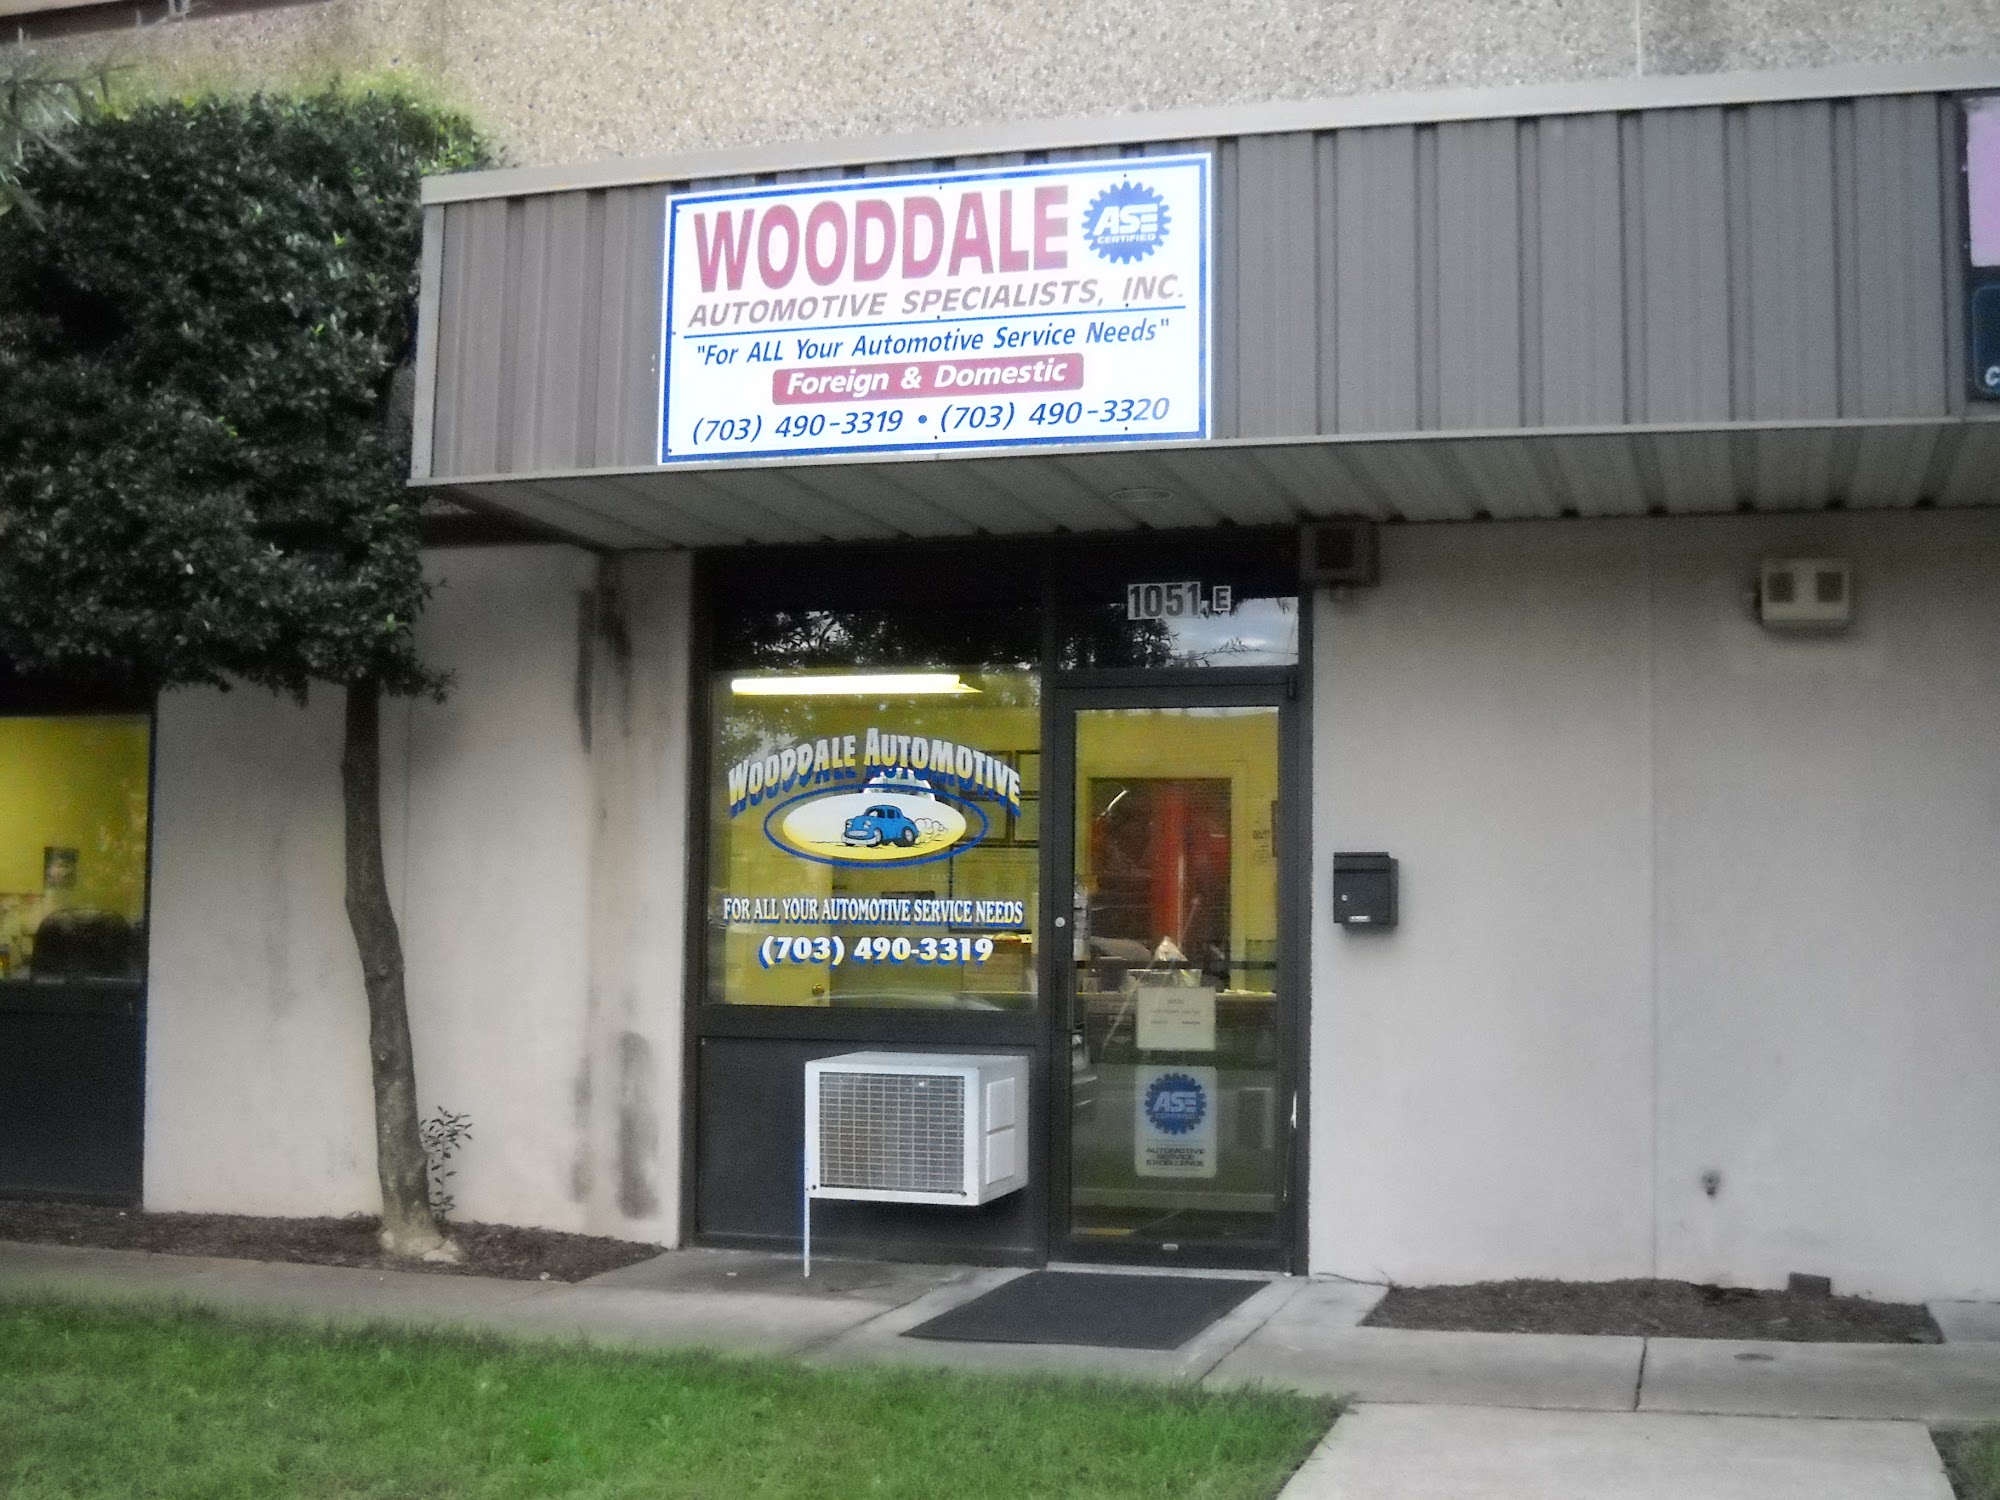 WOODDALE
ASE
CERTIFIED
AUTOMOTIVE SPECIALISTS, INC.
"For ALL Your Automotive Service Needs"
Foreign & Domestic
(703) 490-3319 • (703) 490-3320
1051 E
WOODDALE AUTOMOTIVE
FOR ALL YOUR AUTOMOTIVE SERVICE NEEDS
(703) 490-3319
ASE
CERTIFIED
AUTOMOTIVE
SERVICE
EXCELLENCE